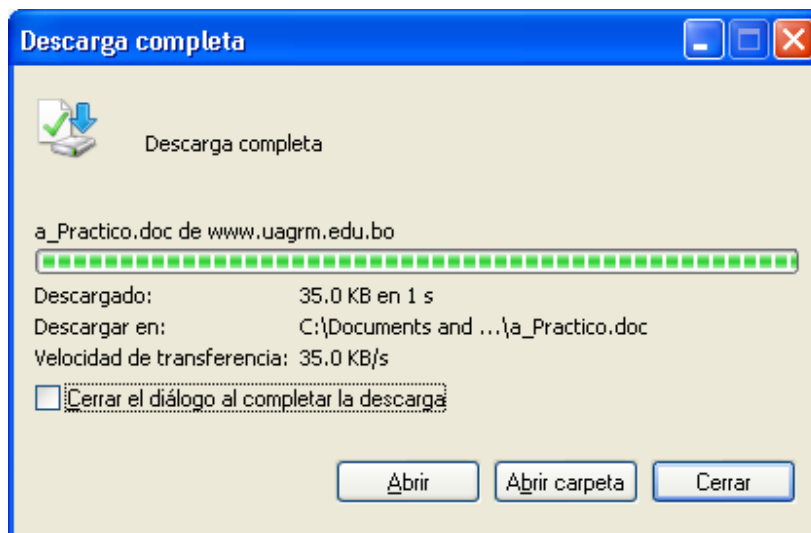 Descarga completa
Descarga completa
a_Practico.doc de www.uagrm.edu.bo
Descargado: 35.0 KB en 1 s
Descargar en: C:\Documents and ...\a_Practico.doc
Velocidad de transferencia: 35.0 KB/s
Cerrar el diálogo al completar la descarga
Abrir Abrir carpeta Cerrar